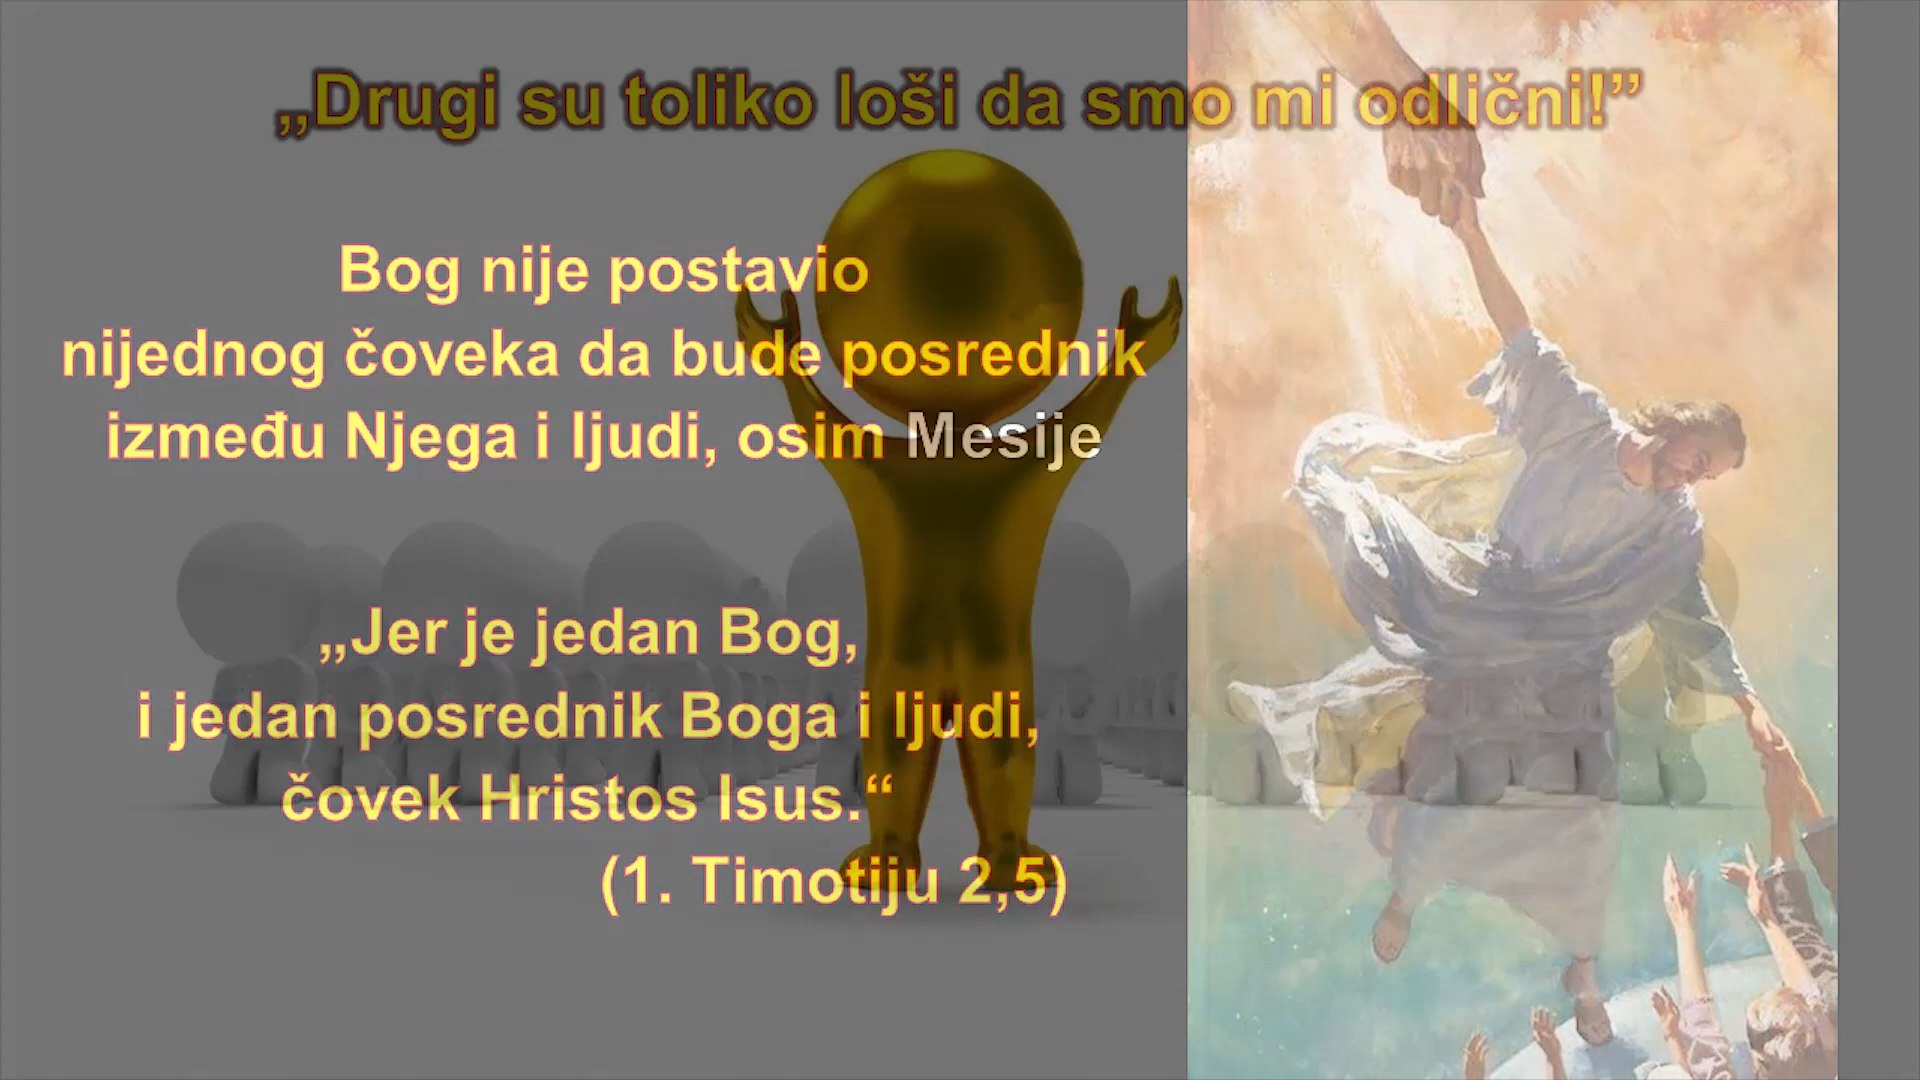 „Drugi su toliko loši da smo mi odlični!”
Bog nije postavio
nijednog čoveka da bude posrednik
između Njega i ljudi, osim Mesije
„Jer je jedan Bog,
i jedan posrednik Boga i ljudi,
čovek Hristos Isus.“
(1. Timotiju 2,5)